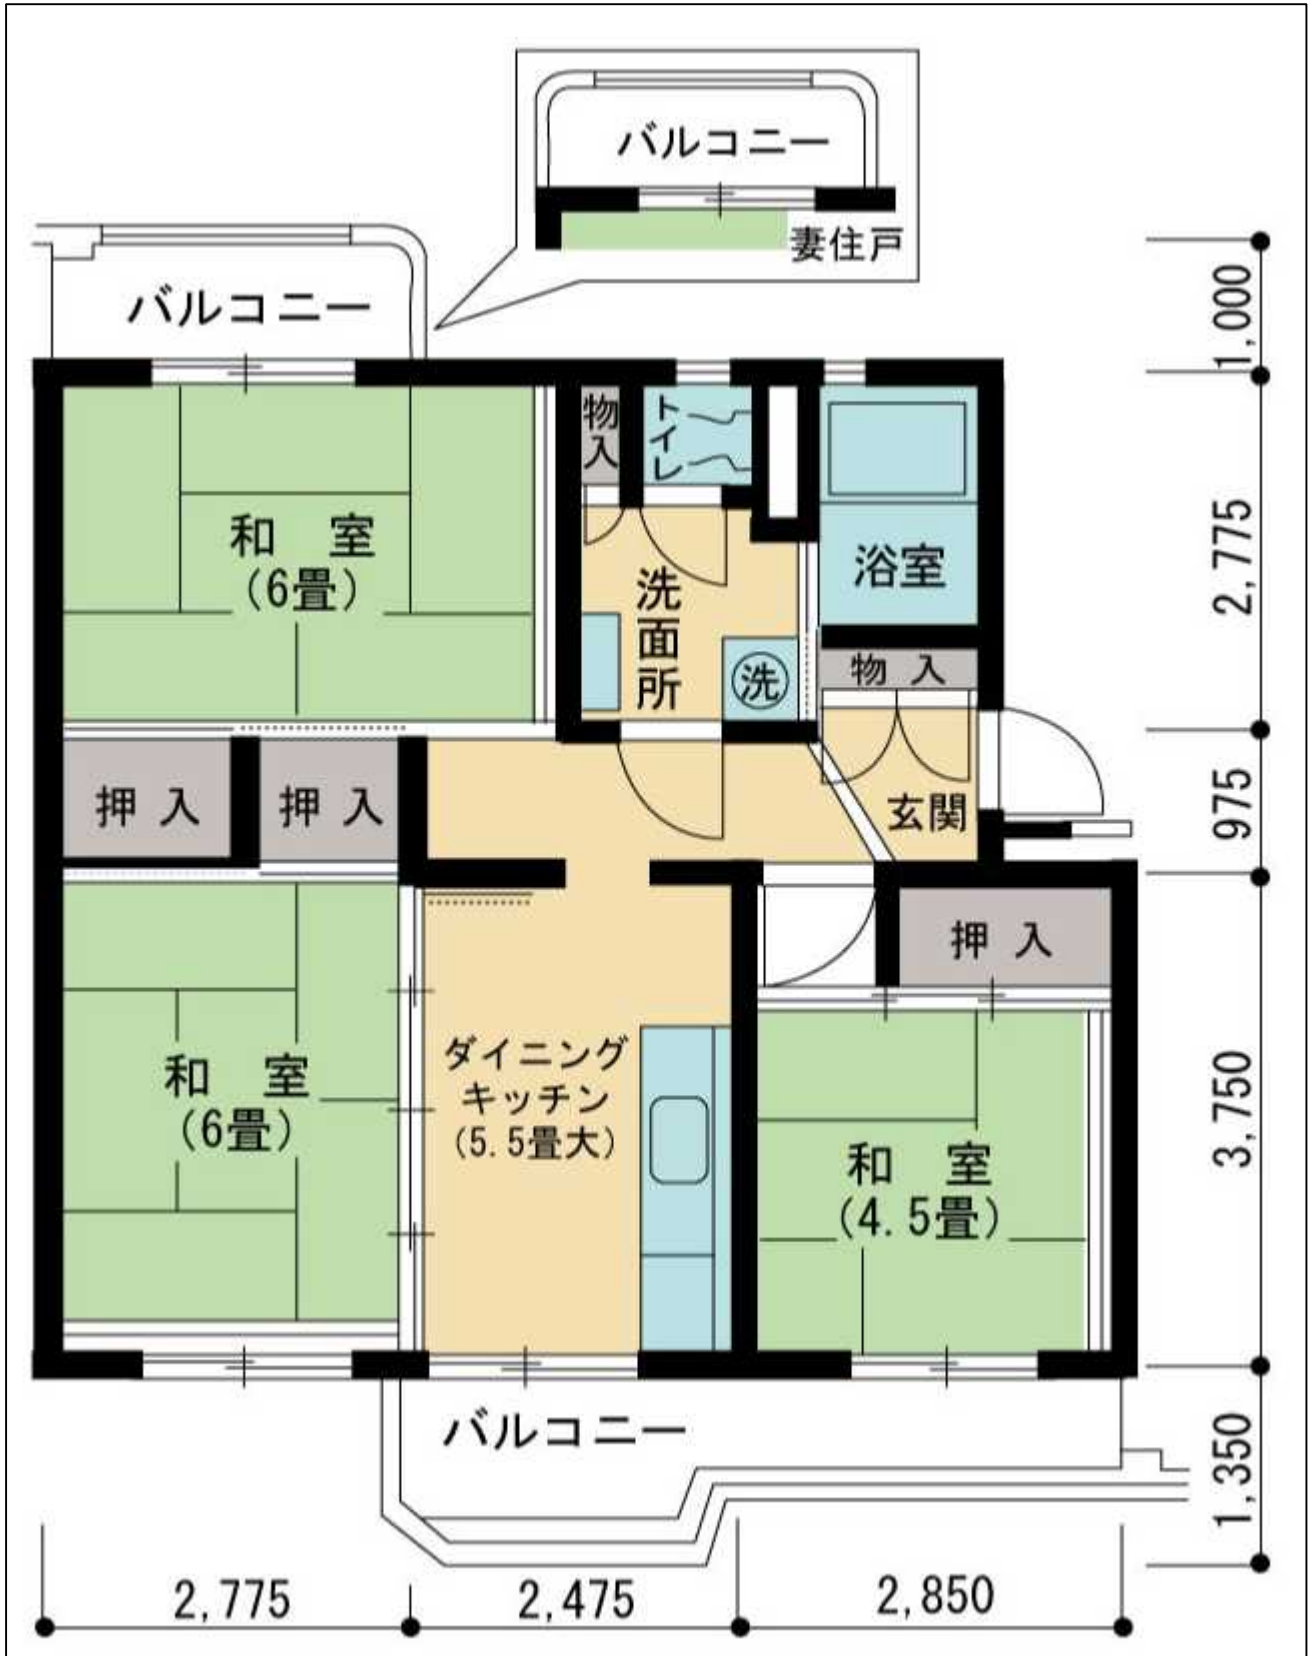 バルコニー
妻住戸
バルコニー
1,000
和 室
(6畳)
物入
トイレ
浴室
洗面所
洗
物 入
2,775
押 入
押 入
玄関
975
押 入
和 室
(6畳)
ダイニング
キッチン
(5.5畳大)
和 室
(4.5畳)
3,750
バルコニー
1,350
2,775
2,475
2,850